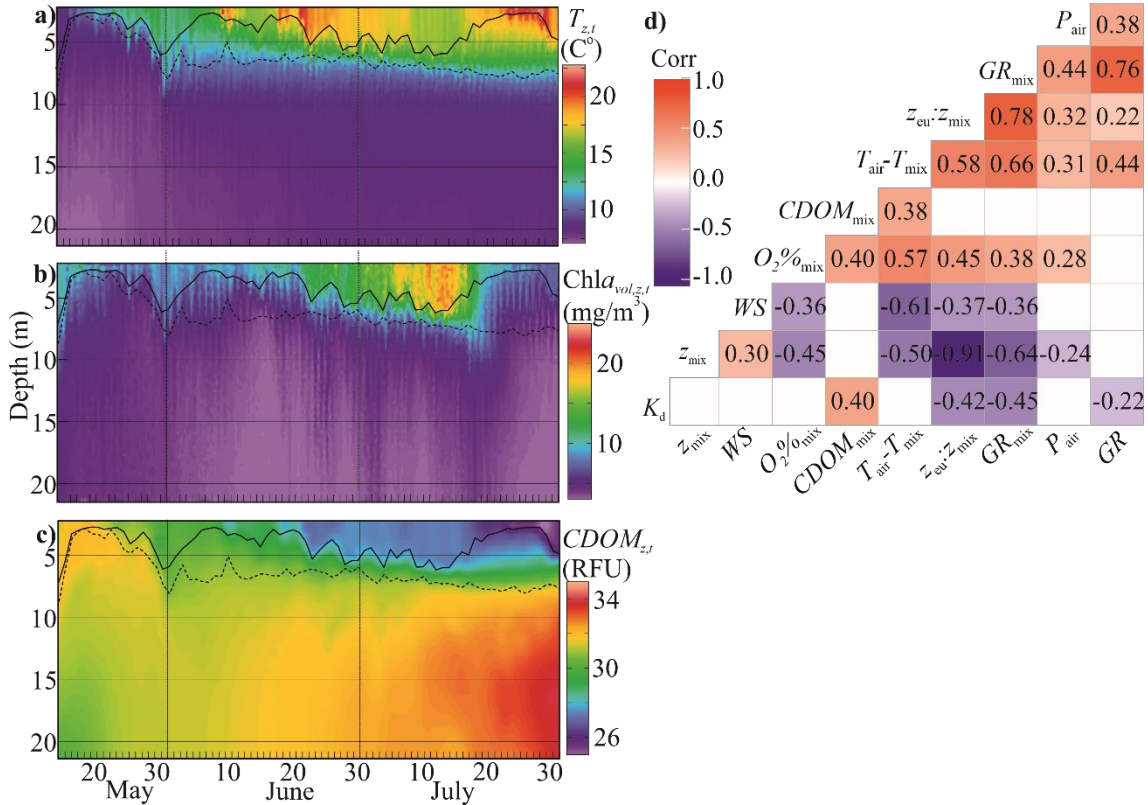 a)
T z,t
(C°)
5
10
15
20
20
15
10
b)
Chla vol,z,t
(mg/m³)
5
10
15
20
20
10
Depth (m)
c)
CDOM z,t
(RFU)
5
10
15
20
34
30
26
20 30 10 20 30 10 20 30
May June July
d)
Corr
1.0
0.5
0.0
-0.5
-1.0
P air 0.38
GR mix 0.44 0.76
z eu:z mix 0.78 0.32 0.22
T air-T mix 0.58 0.66 0.31 0.44
CDOM mix 0.38
O₂% mix 0.40 0.57 0.45 0.38 0.28
WS -0.36 -0.61 -0.37 -0.36
z mix 0.30 -0.45 -0.50 -0.91 -0.64 -0.24
K d 0.40 -0.42 -0.45 -0.22
z mix WS O₂% mix CDOM mix T air-T mix z eu:z mix GR mix P air GR